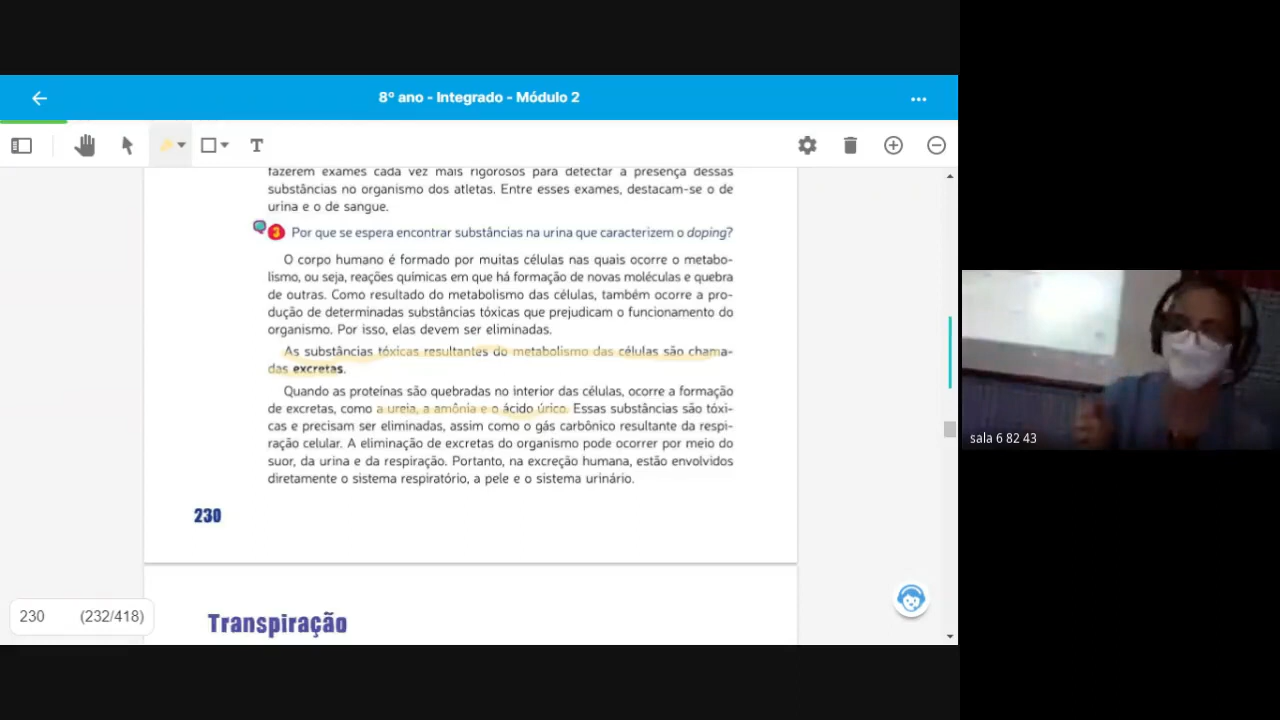 8º ano - Integrado - Módulo 2
T
fazerem exames cada vez mais rigorosos para detectar a presença dessas
substâncias no organismo dos atletas. Entre esses exames, destacam-se o de
urina e o de sangue.
3 Por que se espera encontrar substâncias na urina que caracterizem o doping?
O corpo humano é formado por muitas células nas quais ocorre o metabo-
lismo, ou seja, reações químicas em que há formação de novas moléculas e quebra
de outras. Como resultado do metabolismo das células, também ocorre a pro-
dução de determinadas substâncias tóxicas que prejudicam o funcionamento do
organismo. Por isso, elas devem ser eliminadas.
As substâncias tóxicas resultantes do metabolismo das células são chama-
das excretas.
Quando as proteínas são quebradas no interior das células, ocorre a formação
de excretas, como a ureia, a amônia e o ácido úrico. Essas substâncias são tóxi-
cas e precisam ser eliminadas, assim como o gás carbônico resultante da respi-
ração celular. A eliminação de excretas do organismo pode ocorrer por meio do
suor, da urina e da respiração. Portanto, na excreção humana, estão envolvidos
diretamente o sistema respiratório, a pele e o sistema urinário.
230
230 (232/418)
Transpiração
sala 6 82 43